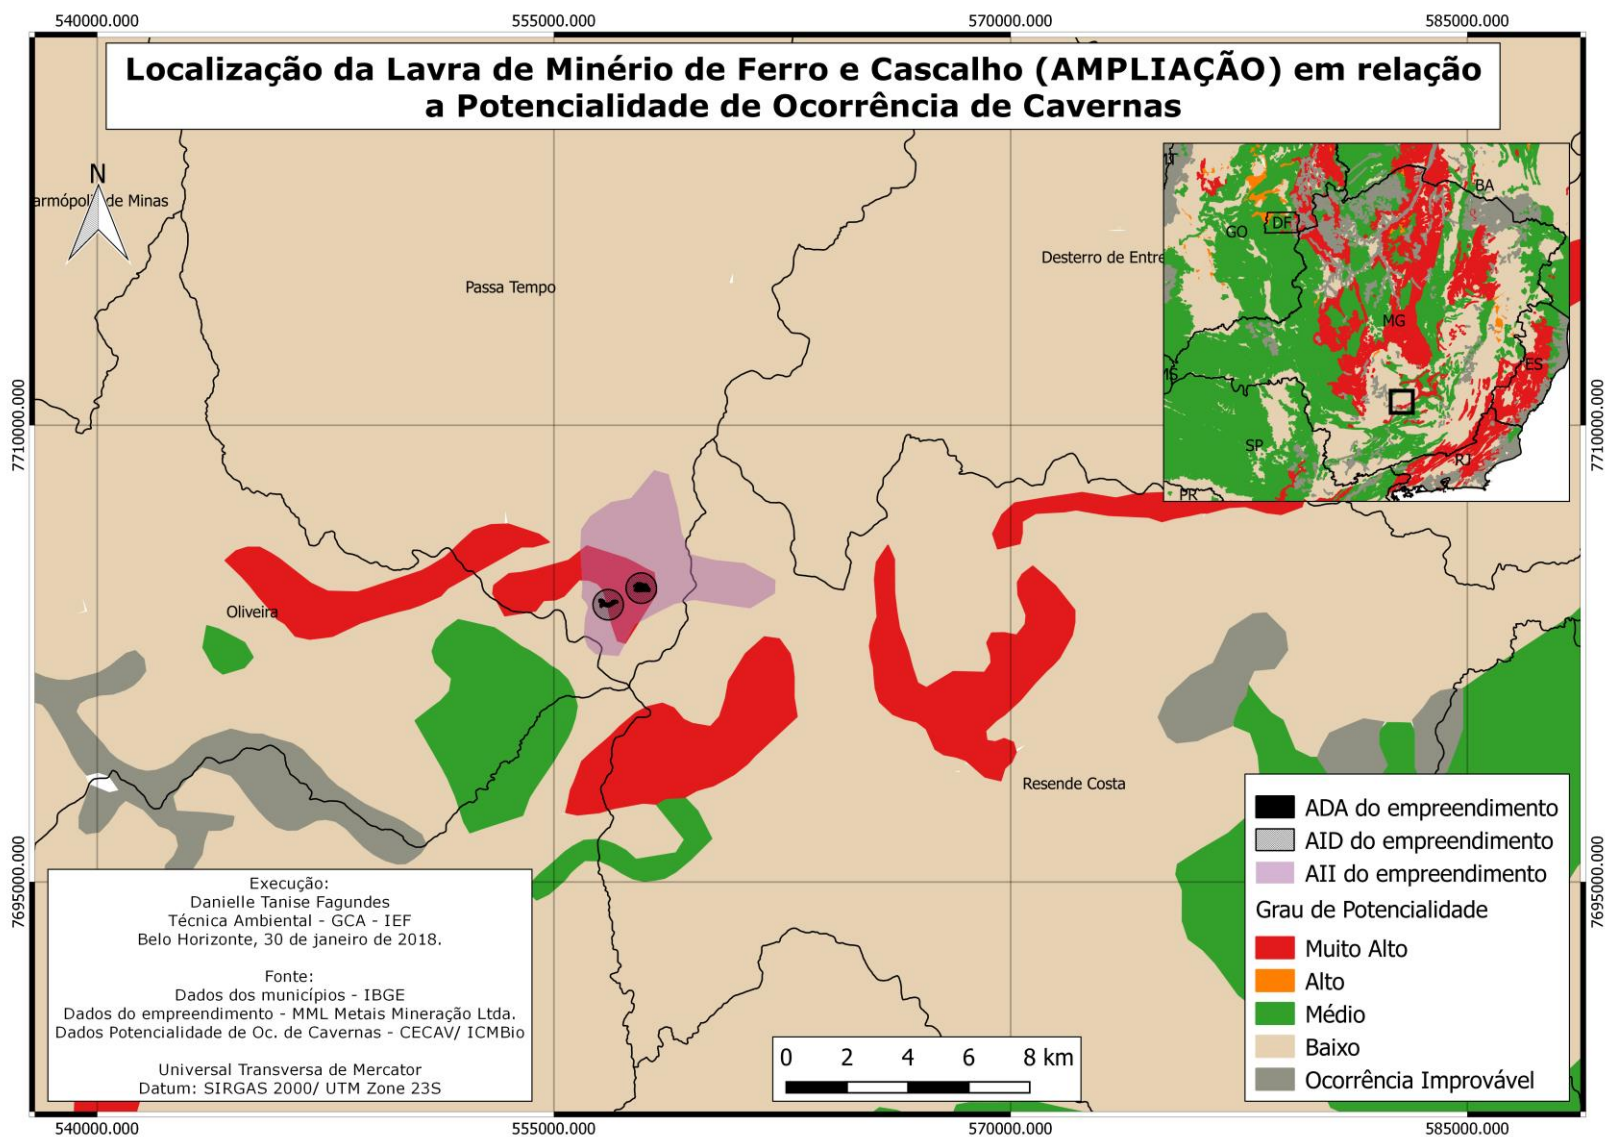 540000.000
555000.000
570000.000
585000.000
Localização da Lavra de Minério de Ferro e Cascalho (AMPLIAÇÃO) em relação
a Potencialidade de Ocorrência de Cavernas
N
armópolis de Minas
Passa Tempo
Desterro de Entre
Oliveira
Resende Costa
7710000.000
7710000.000
7695000.000
7695000.000
BA
DF
GO
MG
ES
MS
SP
RJ
PR
ADA do empreendimento
AID do empreendimento
AII do empreendimento
Grau de Potencialidade
Muito Alto
Alto
Médio
Baixo
Ocorrência Improvável
Execução:
Danielle Tanise Fagundes
Técnica Ambiental - GCA - IEF
Belo Horizonte, 30 de janeiro de 2018.
Fonte:
Dados dos municípios - IBGE
Dados do empreendimento - MML Metais Mineração Ltda.
Dados Potencialidade de Oc. de Cavernas - CECAV/ ICMBio
Universal Transversa de Mercator
Datum: SIRGAS 2000/ UTM Zone 23S
0 2 4 6 8 km
540000.000
555000.000
570000.000
585000.000